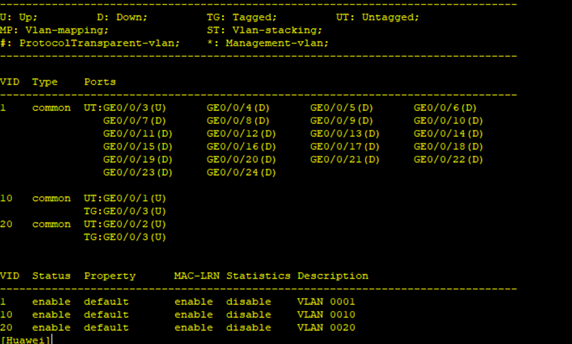 --------------------------------------------------------------------------------
U: Up;         D: Down;         TG: Tagged;         UT: Untagged;
MP: Vlan-mapping;               ST: Vlan-stacking;
#: ProtocolTransparent-vlan;    *: Management-vlan;
--------------------------------------------------------------------------------
VID  Type    Ports
--------------------------------------------------------------------------------
1    common  UT:GE0/0/3(U)      GE0/0/4(D)      GE0/0/5(D)      GE0/0/6(D)
GE0/0/7(D)      GE0/0/8(D)      GE0/0/9(D)      GE0/0/10(D)
GE0/0/11(D)     GE0/0/12(D)     GE0/0/13(D)     GE0/0/14(D)
GE0/0/15(D)     GE0/0/16(D)     GE0/0/17(D)     GE0/0/18(D)
GE0/0/19(D)     GE0/0/20(D)     GE0/0/21(D)     GE0/0/22(D)
GE0/0/23(D)     GE0/0/24(D)
10   common  UT:GE0/0/1(U)
TG:GE0/0/3(U)
20   common  UT:GE0/0/2(U)
TG:GE0/0/3(U)
VID  Status  Property      MAC-LRN Statistics Description
--------------------------------------------------------------------------------
1    enable  default       enable  disable    VLAN 0001
10   enable  default       enable  disable    VLAN 0010
20   enable  default       enable  disable    VLAN 0020
[Huawei]